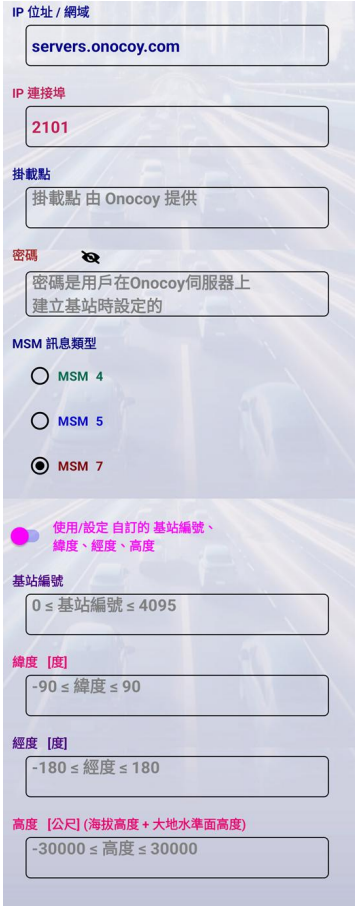 IP 位址 / 網域
servers.onocoy.com
IP 連接埠
2101
掛載點
掛載點 由 Onocoy 提供
密碼
密碼是用戶在Onocoy伺服器上
建立基站時設定的
MSM 訊息類型
MSM 4
MSM 5
MSM 7
使用/設定 自訂的 基站編號、
緯度、經度、高度
基站編號
0 ≤ 基站編號 ≤ 4095
緯度 [度]
-90 ≤ 緯度 ≤ 90
經度 [度]
-180 ≤ 經度 ≤ 180
高度 [公尺] (海拔高度 + 大地水準面高度)
-30000 ≤ 高度 ≤ 30000